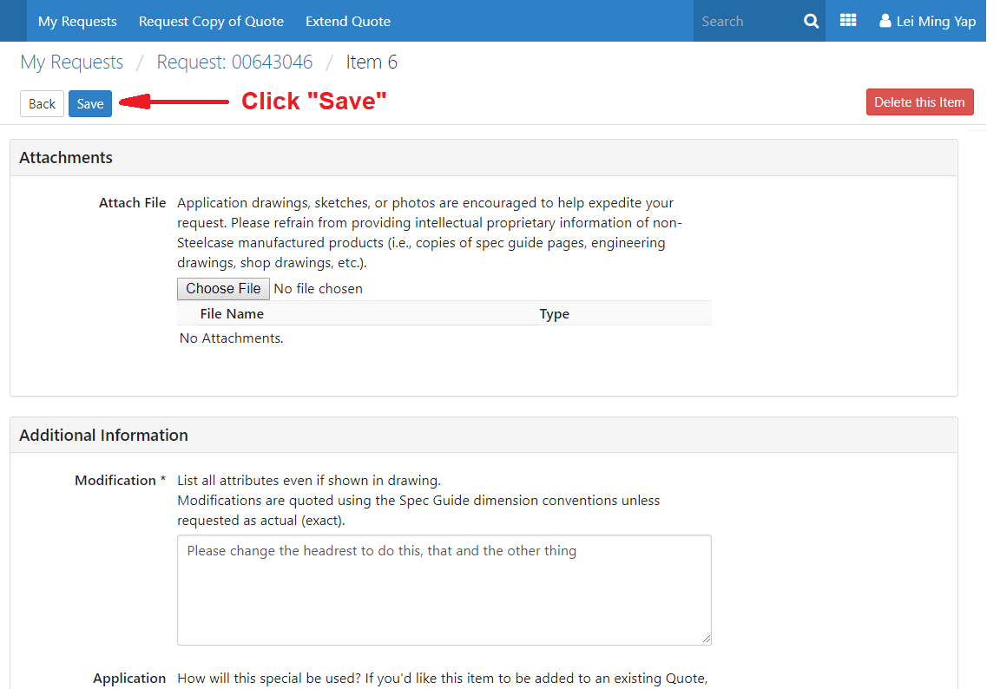 My Requests Request Copy of Quote Extend Quote Search Lei Ming Yap
My Requests / Request: 00643046 / Item 6
Back Save Click "Save" Delete this Item
Attachments
Attach File Application drawings, sketches, or photos are encouraged to help expedite your
request. Please refrain from providing intellectual proprietary information of non-
Steelcase manufactured products (i.e., copies of spec guide pages, engineering
drawings, shop drawings, etc.).
Choose File No file chosen
File Name Type
No Attachments.
Additional Information
Modification * List all attributes even if shown in drawing.
Modifications are quoted using the Spec Guide dimension conventions unless
requested as actual (exact).
Please change the headrest to do this, that and the other thing
Application How will this special be used? If you'd like this item to be added to an existing Quote,